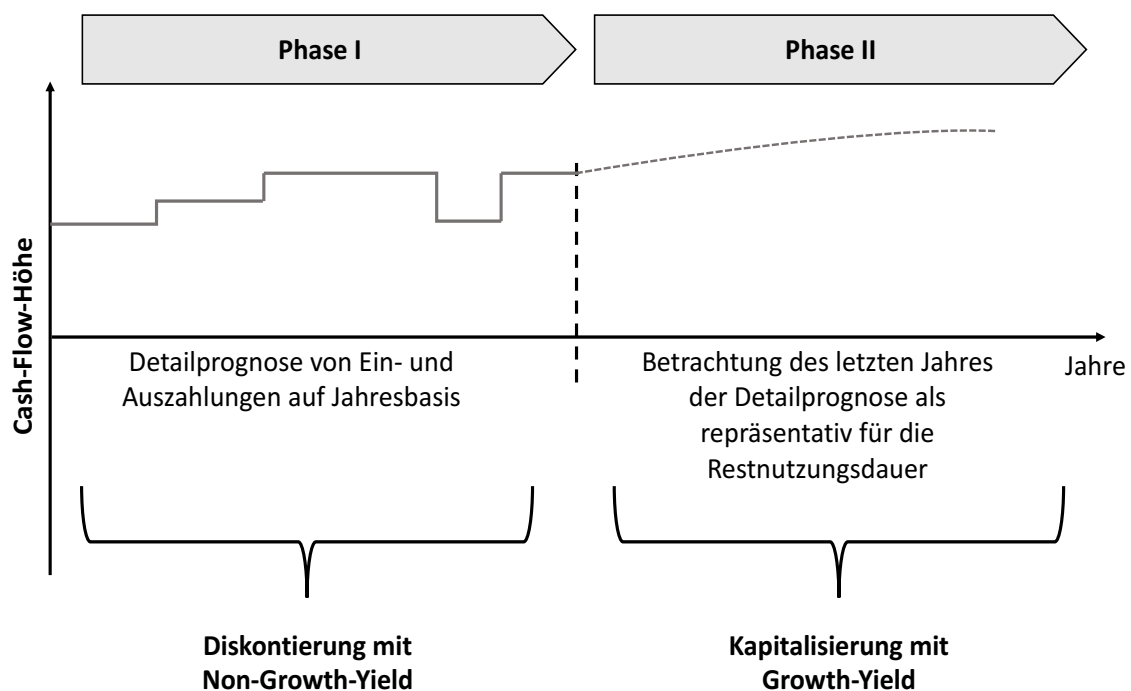 Phase I
Phase II
Cash-Flow-Höhe
Jahre
Detailprognose von Ein- und
Auszahlungen auf Jahresbasis
Betrachtung des letzten Jahres
der Detailprognose als
repräsentativ für die
Restnutzungsdauer
Diskontierung mit
Non-Growth-Yield
Kapitalisierung mit
Growth-Yield